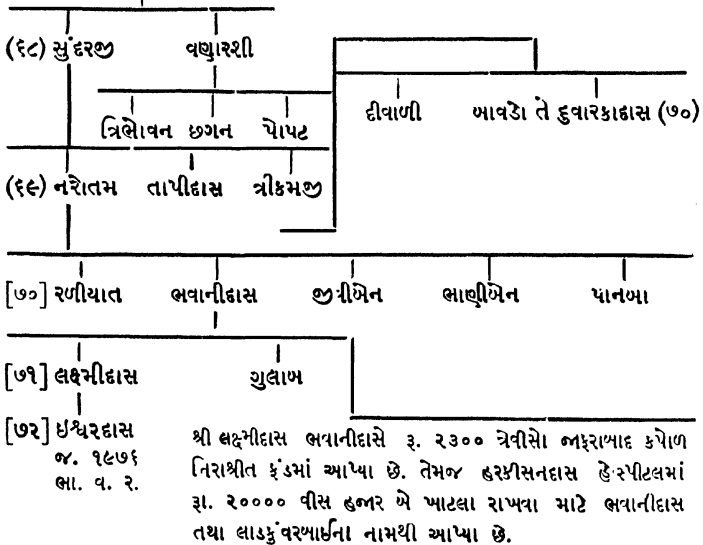 (૬૮) સુંદરજી વણારશી
દીવાળી બાવડો તે દુવારકાદાસ (૭૦)
ત્રિભોવન છગન પોપટ
(૬૯) નરોતમ તાપીદાસ ત્રીકમજી
[૭૦] રળીયાત ભવાનીદાસ જીવીબેન ભાણીબેન પાનબા
[૭૧] લક્ષ્મીદાસ ગુલાબ
[૭૨] ઇશ્વરદાસ
જ. ૧૯૭૬
ભા. વ. ૨.
શ્રી લક્ષ્મીદાસ ભવાનીદાસે રૂ. ૨૩૦૦ ત્રેવીસો જાફરાબાદ કપોળ
નિરાશ્રીત ફંડમાં આપ્યા છે. તેમજ હરકીસનદાસ હોસ્પીટલમાં
રૂા. ૨૦૦૦૦ વીસ હજાર બે ખાટલા રાખવા માટે ભવાનીદાસ
તથા લાડકુંવરબાઈના નામથી આપ્યા છે.